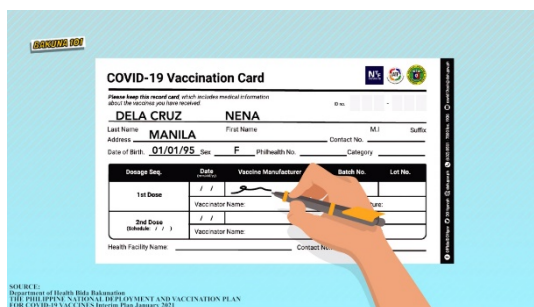 BAKUNA 101
COVID-19 Vaccination Card
Please keep this record card, which includes medical information
about the vaccines you have received.
ID no. -
DELA CRUZ NENA
Last Name First Name M.I Suffix
Address MANILA Contact No.
Date of Birth. 01/01/95 Sex F Philhealth No. Category
Dosage Seq. Date Vaccine Manufacturer Batch No. Lot No.
1st Dose / /
Vaccinator Name:
2nd Dose / /
(Schedule: / / )
Vaccinator Name:
Health Facility Name: Contact No.
SOURCE:
Department of Health Bida Bakunation
THE PHILIPPINE NATIONAL DEPLOYMENT AND VACCINATION PLAN
FOR COVID-19 VACCINES Interim Plan January 2021